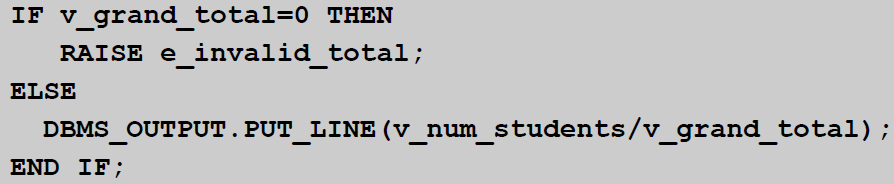 IF v_grand_total=0 THEN
RAISE e_invalid_total;
ELSE
DBMS_OUTPUT.PUT_LINE(v_num_students/v_grand_total);
END IF;